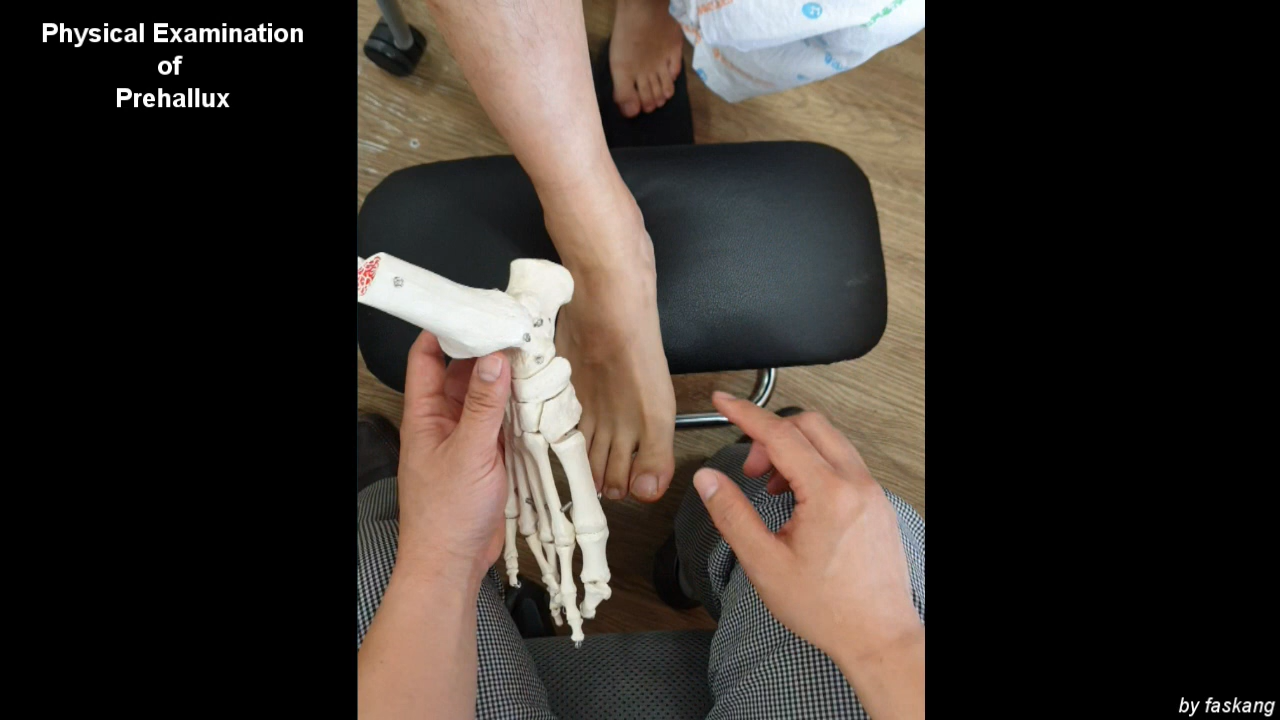 Physical Examination
of
Prehallux
by faskang